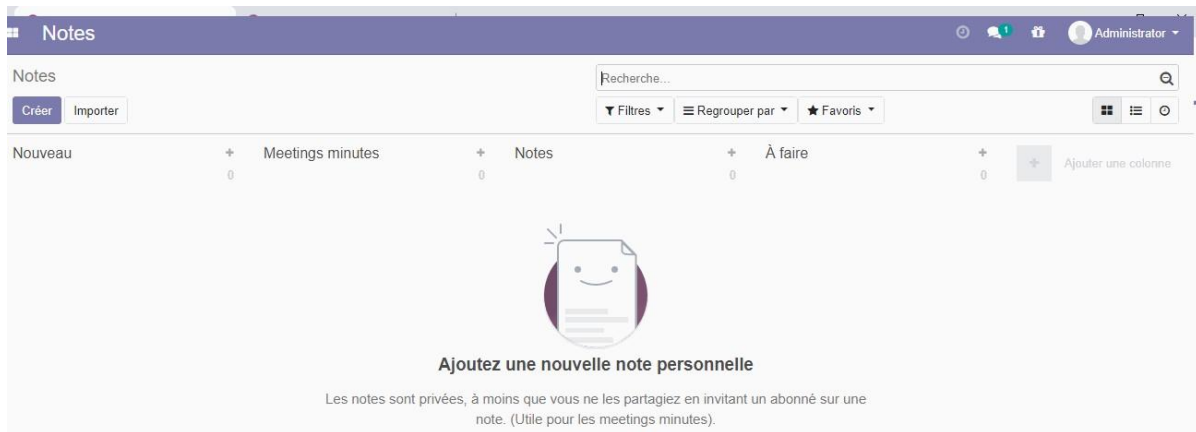 Notes
1
Administrator
Notes
Recherche...
Créer Importer
Filtres Regrouper par Favoris
Nouveau Meetings minutes Notes À faire
0 0 0 0
Ajouter une colonne
Ajoutez une nouvelle note personnelle
Les notes sont privées, à moins que vous ne les partagiez en invitant un abonné sur une
note. (Utile pour les meetings minutes).